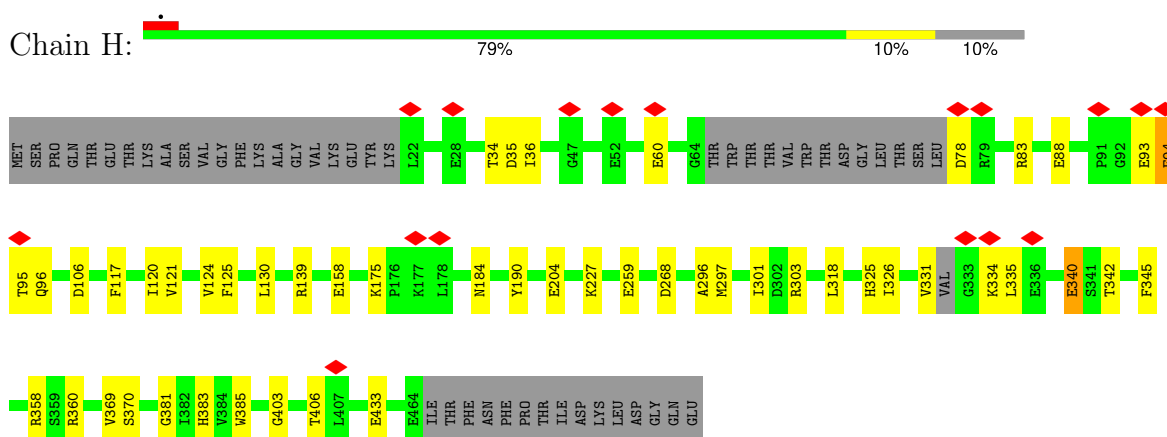 Chain H:
79% 10% 10%
MET SER PRO GLN THR GLU THR LYS ALA SER VAL GLY PHE LYS ALA GLY VAL LYS GLU TYR LYS L22 E28 T34 D35 I36 G47 E52 E60 G64 THR TRP THR THR VAL TRP THR ASP GLY LEU THR SER LEU D78 R79 R83 E88 P91 G92 E93
T95 Q96 D106 F117 I120 V121 V124 F125 L130 R139 E158 K175 P176 K177 L178 N184 Y190 E204 K227 E259 D268 A296 M297 I301 D302 R303 L318 H325 I326 V331 VAL G333 K334 L335 E336 E340 S341 T342 F345
R358 S359 R360 V369 S370 G381 I382 H383 V384 W385 G403 T406 L407 E433 E464 ILE THR PHE ASN PHE PRO THR ILE ASP LYS LEU ASP GLY GLN GLU